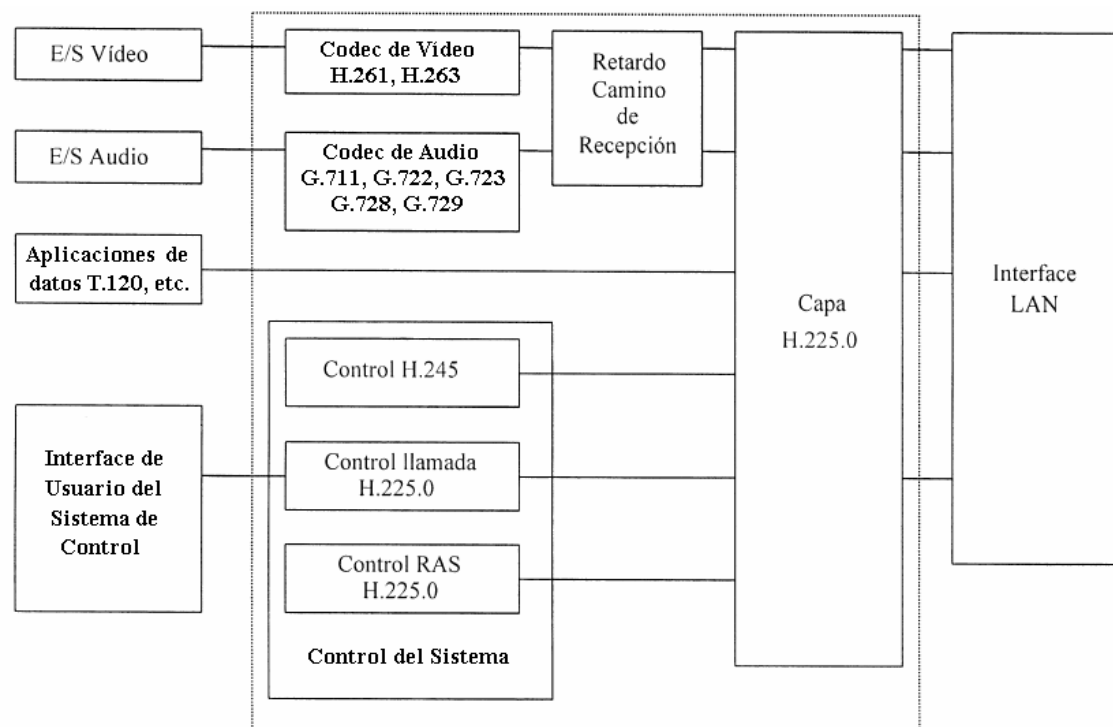 E/S Vídeo
Codec de Video
H.261, H.263
Retardo
Camino
de
Recepción
E/S Audio
Codec de Audio
G.711, G.722, G.723
G.728, G.729
Aplicaciones de
datos T.120, etc.
Capa
H.225.0
Interface
LAN
Control H.245
Interface de
Usuario del
Sistema de
Control
Control llamada
H.225.0
Control RAS
H.225.0
Control del Sistema